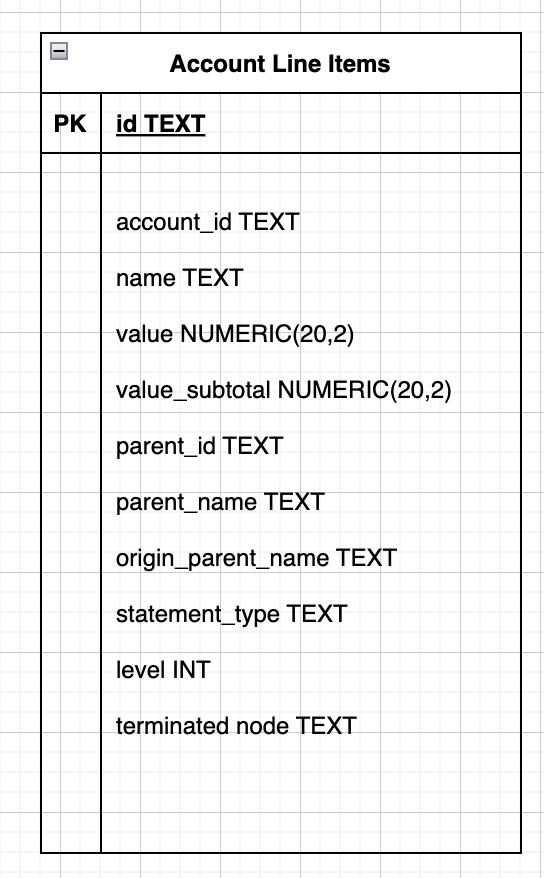 Account Line Items
PK id TEXT
account_id TEXT
name TEXT
value NUMERIC(20,2)
value_subtotal NUMERIC(20,2)
parent_id TEXT
parent_name TEXT
origin_parent_name TEXT
statement_type TEXT
level INT
terminated node TEXT